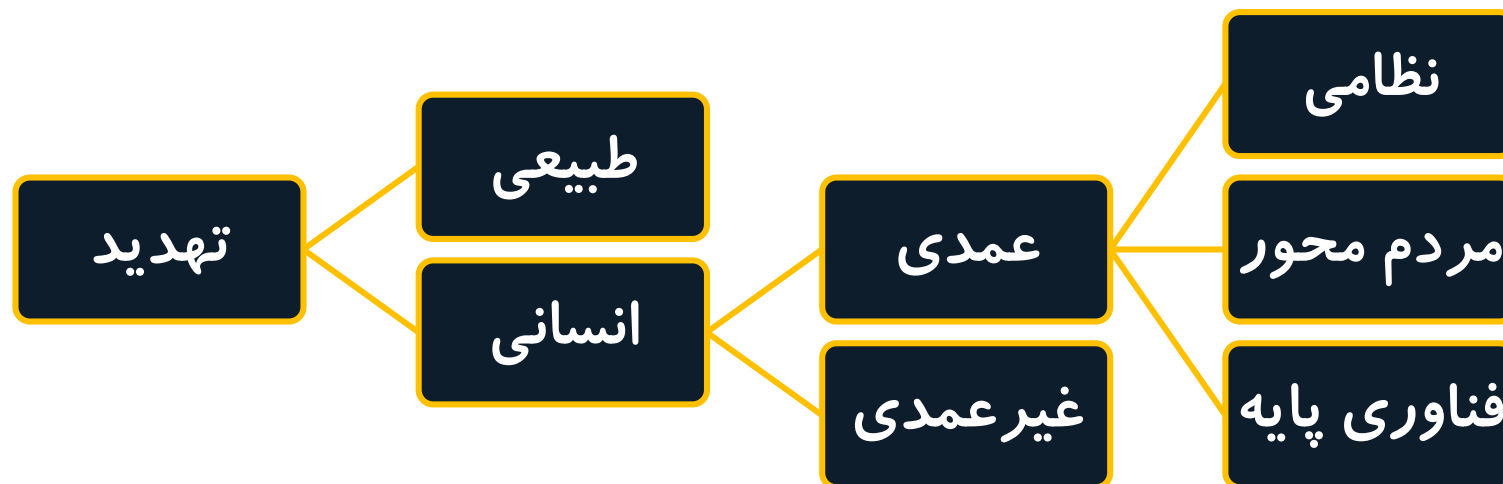 تهدید
طبیعی
انسانی
عمدی
غیرعمدی
نظامی
مردم محور
فناوری پایه